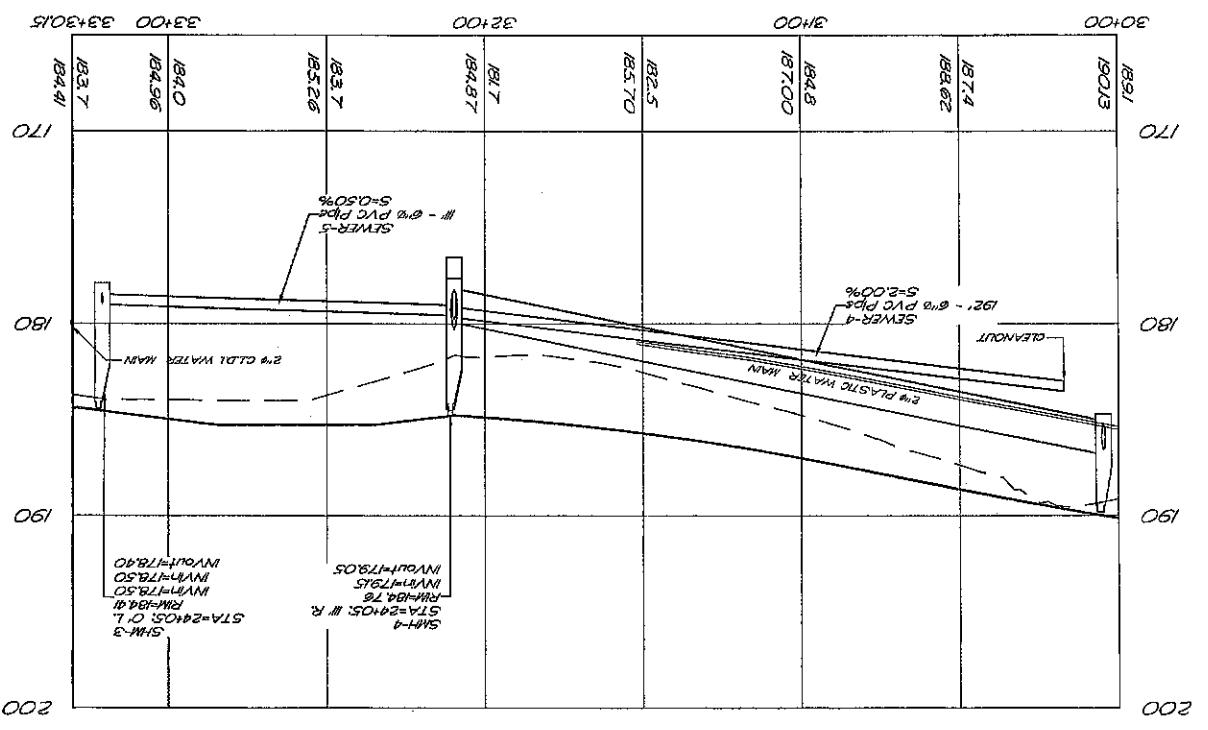 200
200
SMH-4
STA=24+05; 111' R.
RIM=184.76
INVin=179.15
INVout=179.05
SHM-3
STA=24+05; 0' L.
RIM=184.41
INVin=178.50
INVin=178.50
INVout=178.40
190
190
2"ø PLASTIC WATER MAIN
2"ø C.I.D.I. WATER MAIN
CLEANOUT
180
180
SEWER-4
192' - 6"ø PVC Pipe
S=2.00%
SEWER-5
111' - 6"ø PVC Pipe
S=0.50%
170
170
189.1
190.13
187.4
188.62
184.8
187.00
182.5
185.70
181.7
184.87
183.7
185.26
184.0
184.96
183.7
184.41
30+00
31+00
32+00
33+00
33+30.15